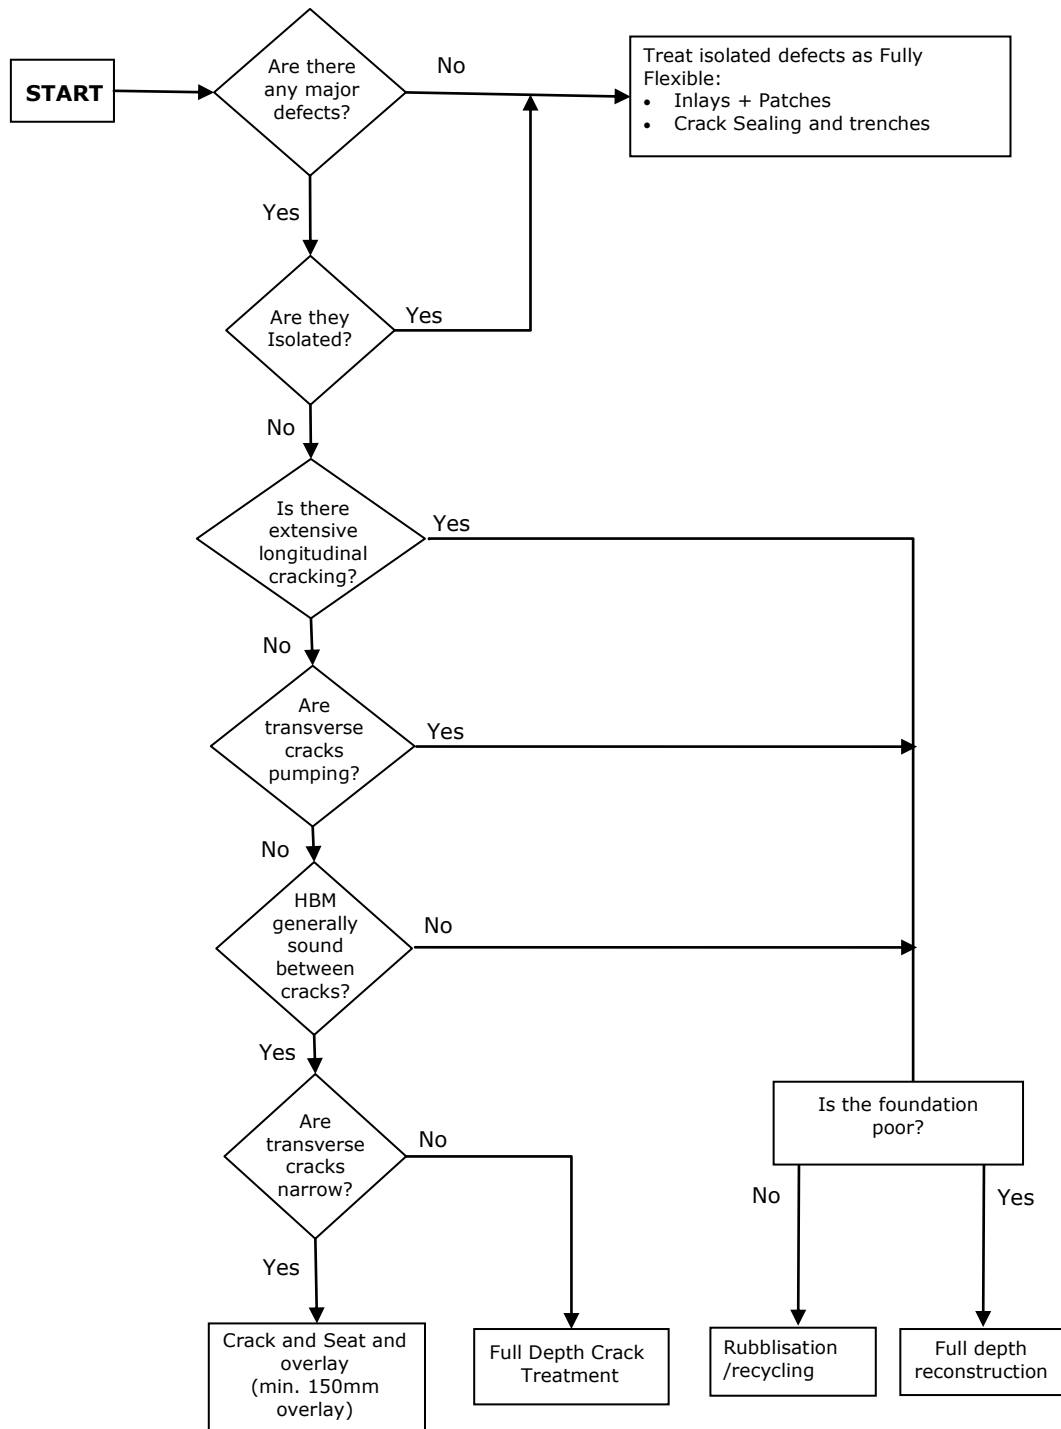 START
Are there
any major
defects?
No
Treat isolated defects as Fully
Flexible:
• Inlays + Patches
• Crack Sealing and trenches
Yes
Are they
Isolated?
Yes
No
Is there
extensive
longitudinal
cracking?
Yes
No
Are
transverse
cracks
pumping?
Yes
No
HBM
generally
sound
between
cracks?
No
Yes
Are
transverse
cracks
narrow?
No
Is the foundation
poor?
No
Yes
Yes
Crack and Seat and
overlay
(min. 150mm
overlay)
Full Depth Crack
Treatment
Rubblisation
/recycling
Full depth
reconstruction